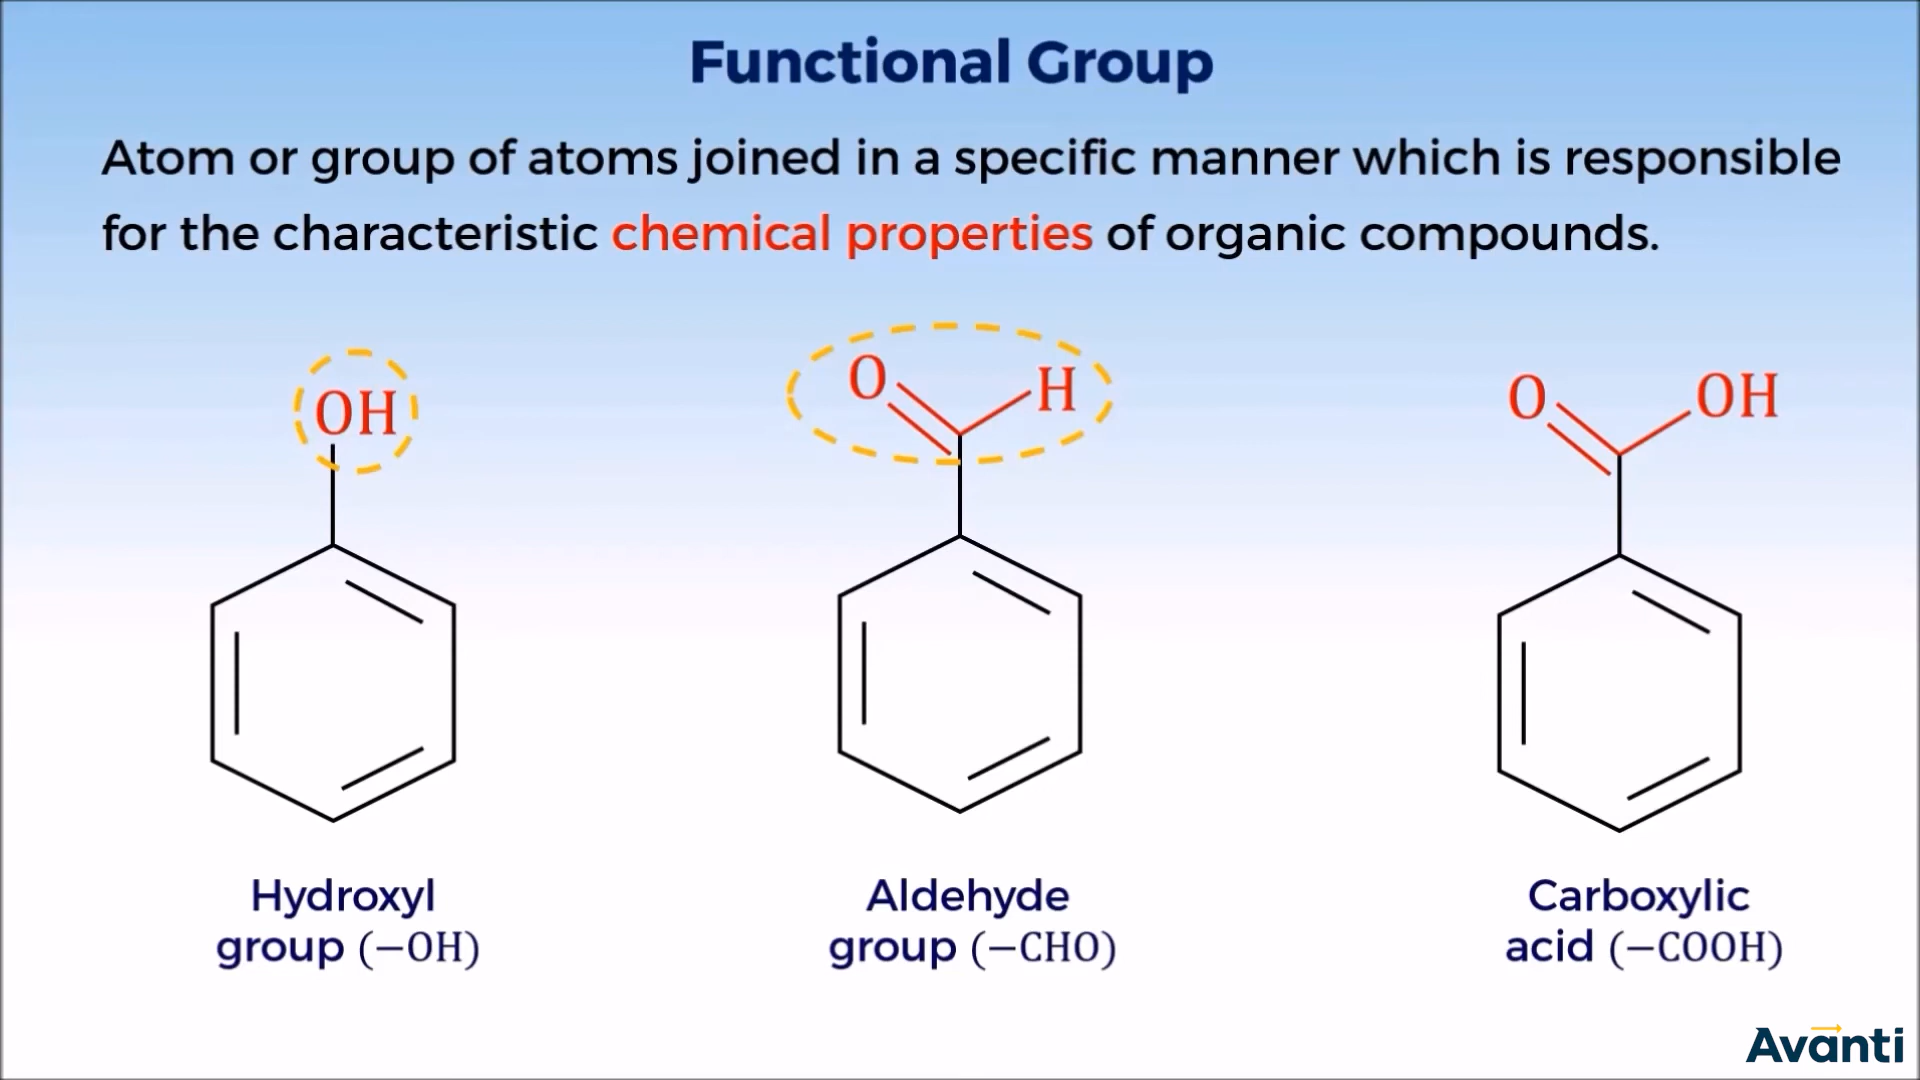 Functional Group
Atom or group of atoms joined in a specific manner which is responsible
for the characteristic chemical properties of organic compounds.
OH
O H
O OH
Hydroxyl
group (−OH)
Aldehyde
group (−CHO)
Carboxylic
acid (−COOH)
Avanti